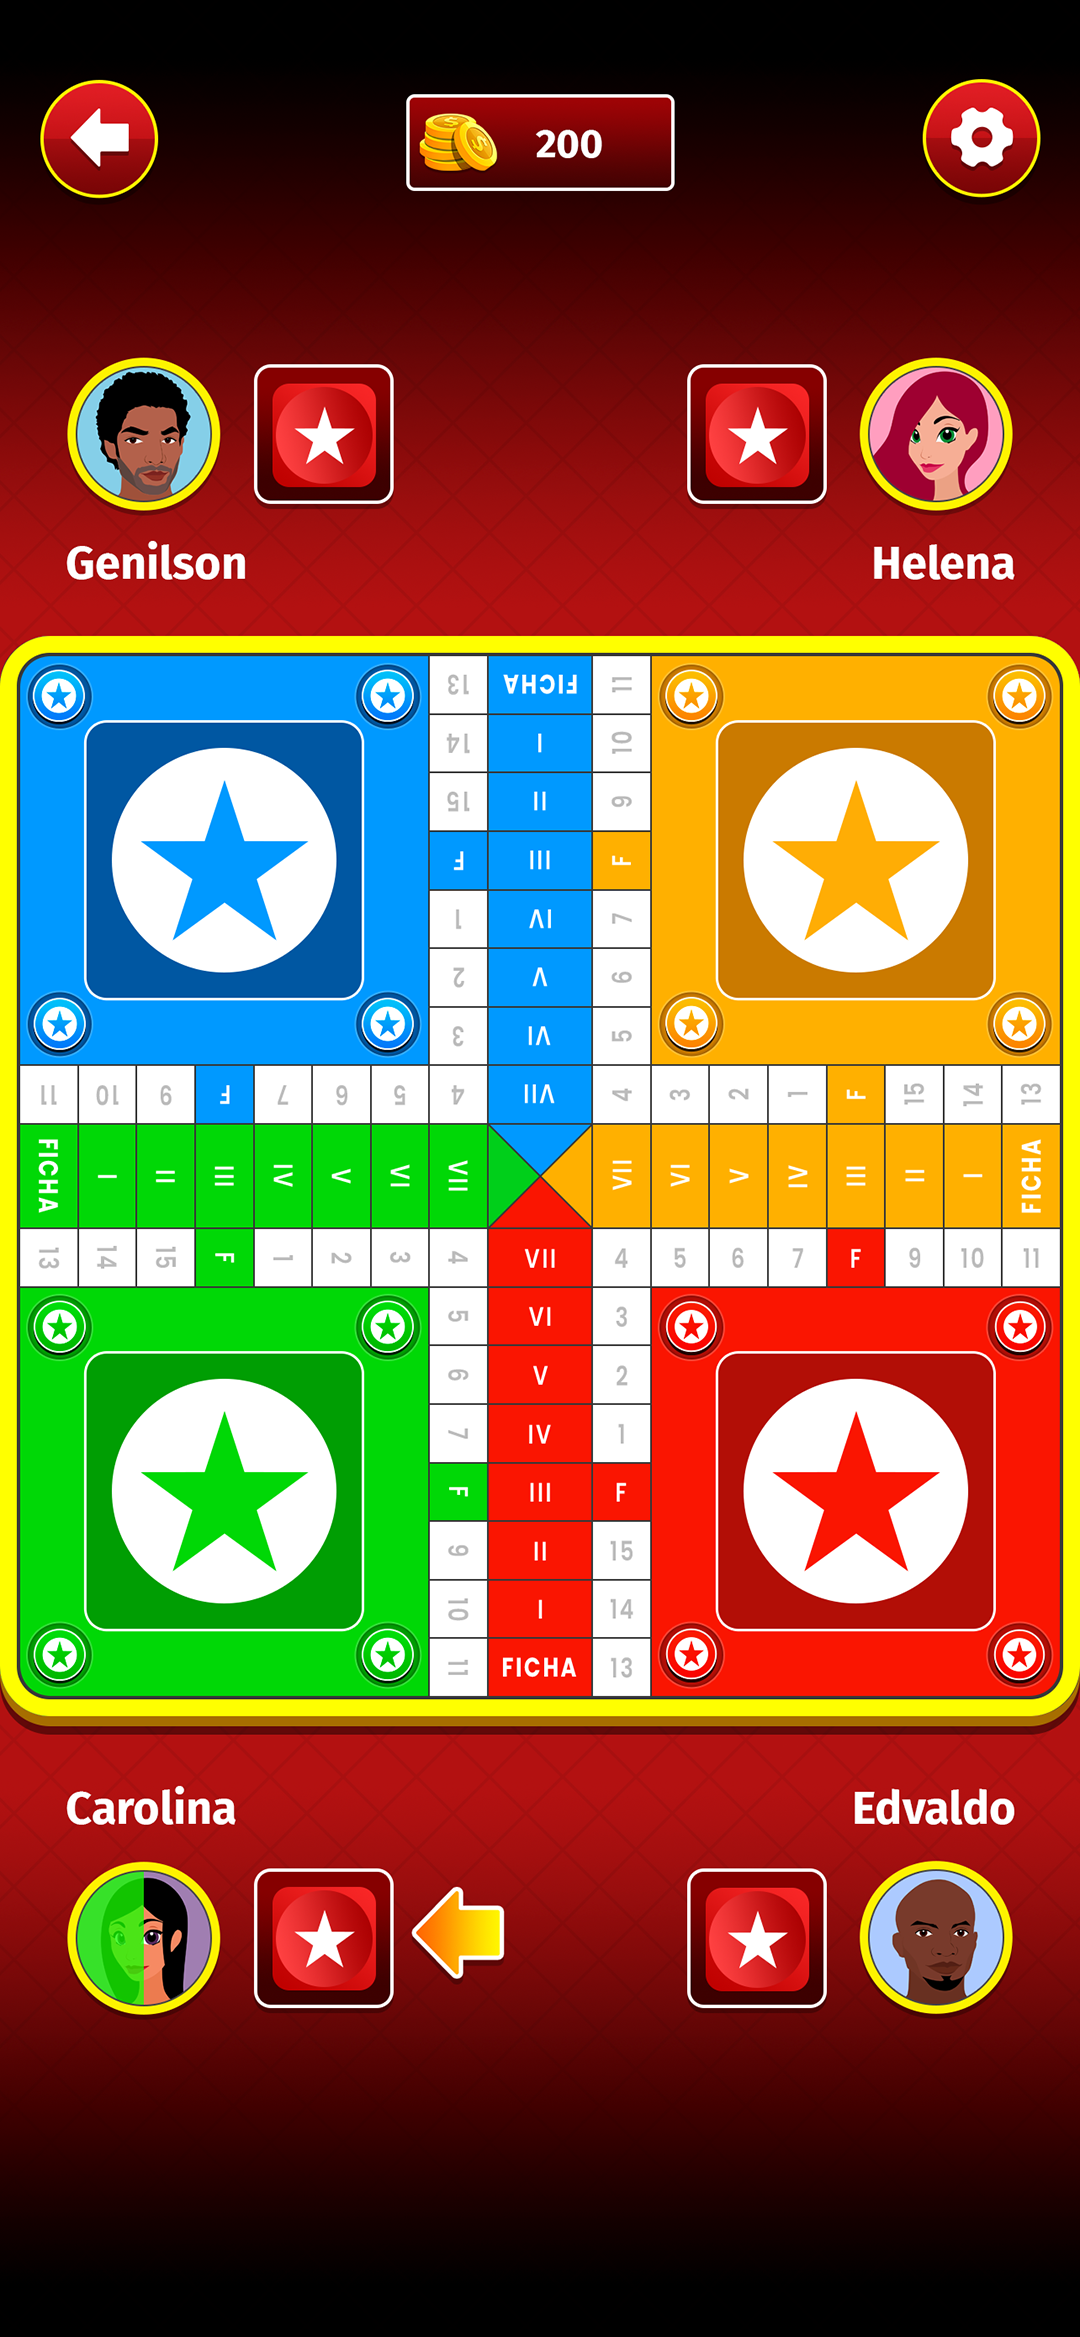 200
Genilson
Helena
13 FICHA 11
14 I 10
15 II 9
F III F
1 IV 7
2 V 6
3 VI 5
11 10 9 F 7 6 5 4 VII 4 3 2 1 F 15 14 13
FICHA I II III IV V VI VII VII VI V IV III II I FICHA
13 14 15 F 1 2 3 4 VII 4 5 6 7 F 9 10 11
5 VI 3
6 V 2
7 IV 1
F III F
9 II 15
10 I 14
11 FICHA 13
Carolina
Edvaldo